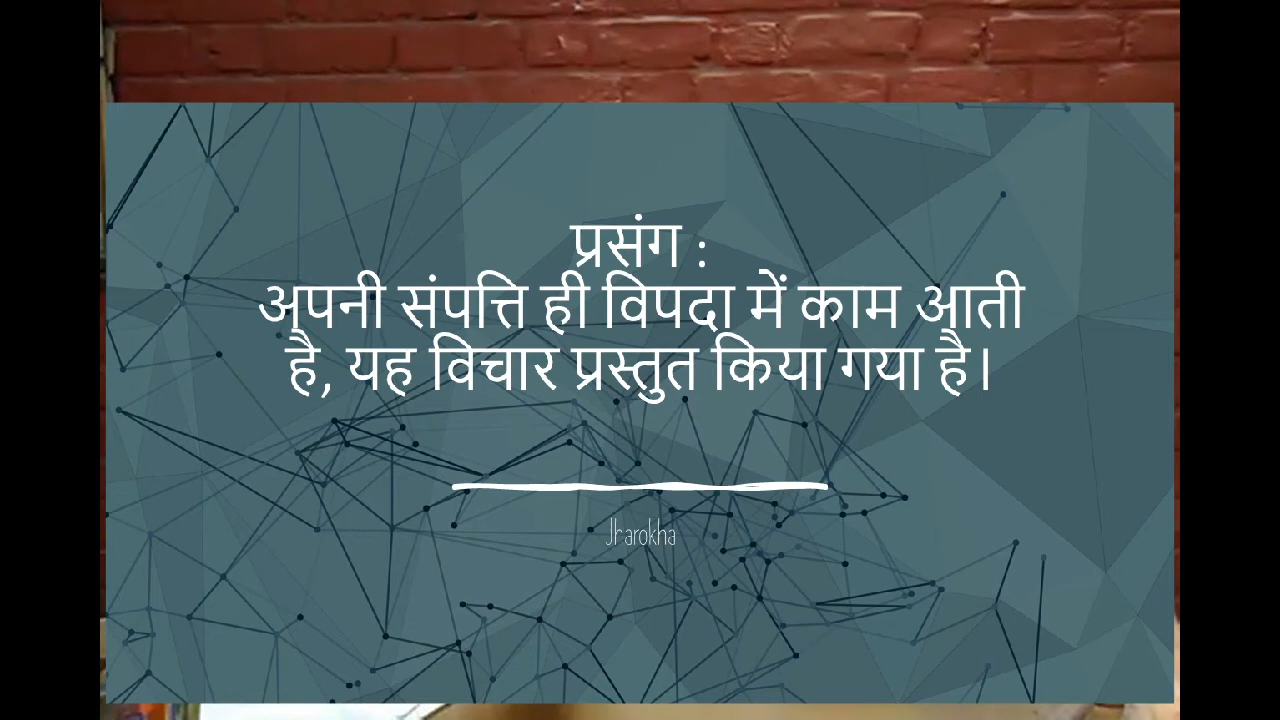 प्रसंग :
अपनी संपत्ति ही विपदा में काम आती
है, यह विचार प्रस्तुत किया गया है।
Jharokha